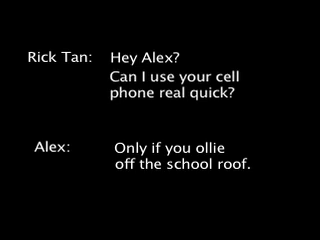 Rick Tan: Hey Alex?
Can I use your cell
phone real quick?
Alex: Only if you ollie
off the school roof.